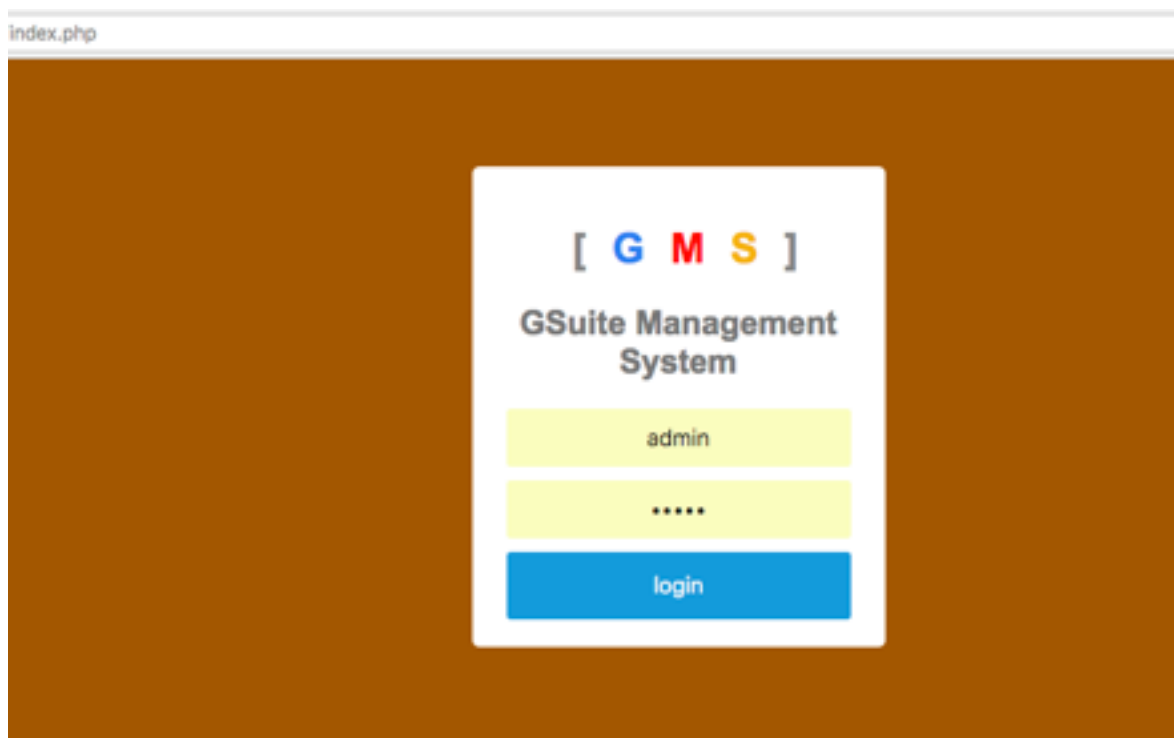 index.php
[ G M S ]
GSuite Management
System
admin
•••••
login